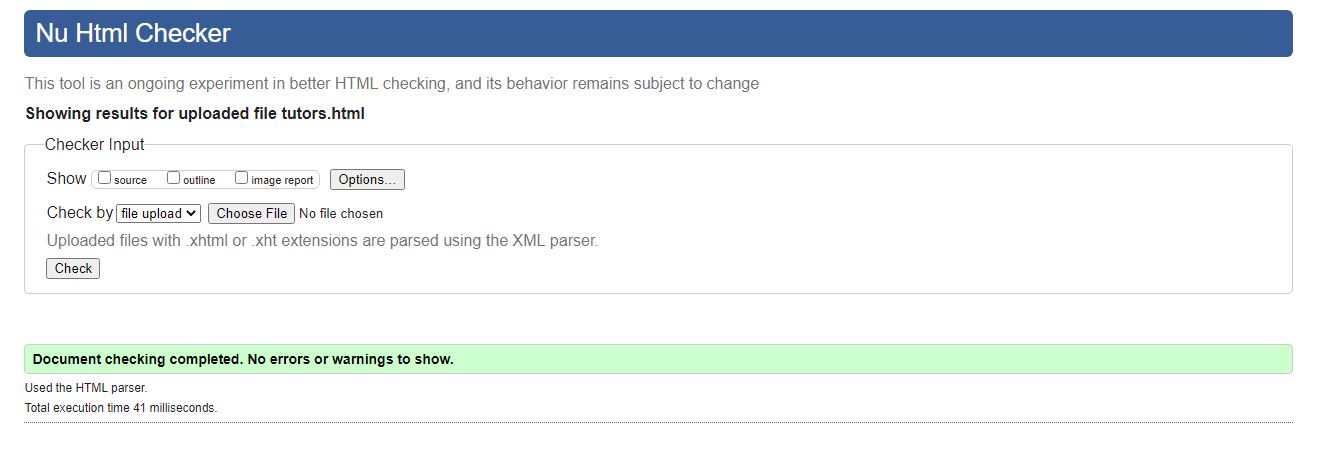 Nu Html Checker
This tool is an ongoing experiment in better HTML checking, and its behavior remains subject to change
Showing results for uploaded file tutors.html
Checker Input
Show source outline image report Options...
Check by file upload Choose File No file chosen
Uploaded files with .xhtml or .xht extensions are parsed using the XML parser.
Check
Document checking completed. No errors or warnings to show.
Used the HTML parser.
Total execution time 41 milliseconds.